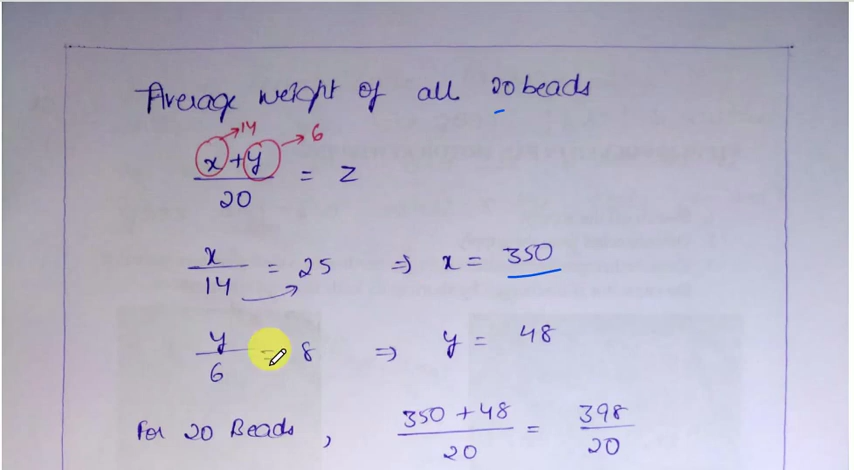 Average weight of all 20 beads
→14 →6
x+y/20 = z
x/14 = 25 ⇒ x = 350
y/6 = 8 ⇒ y = 48
For 20 Beads, 350+48/20 = 398/20